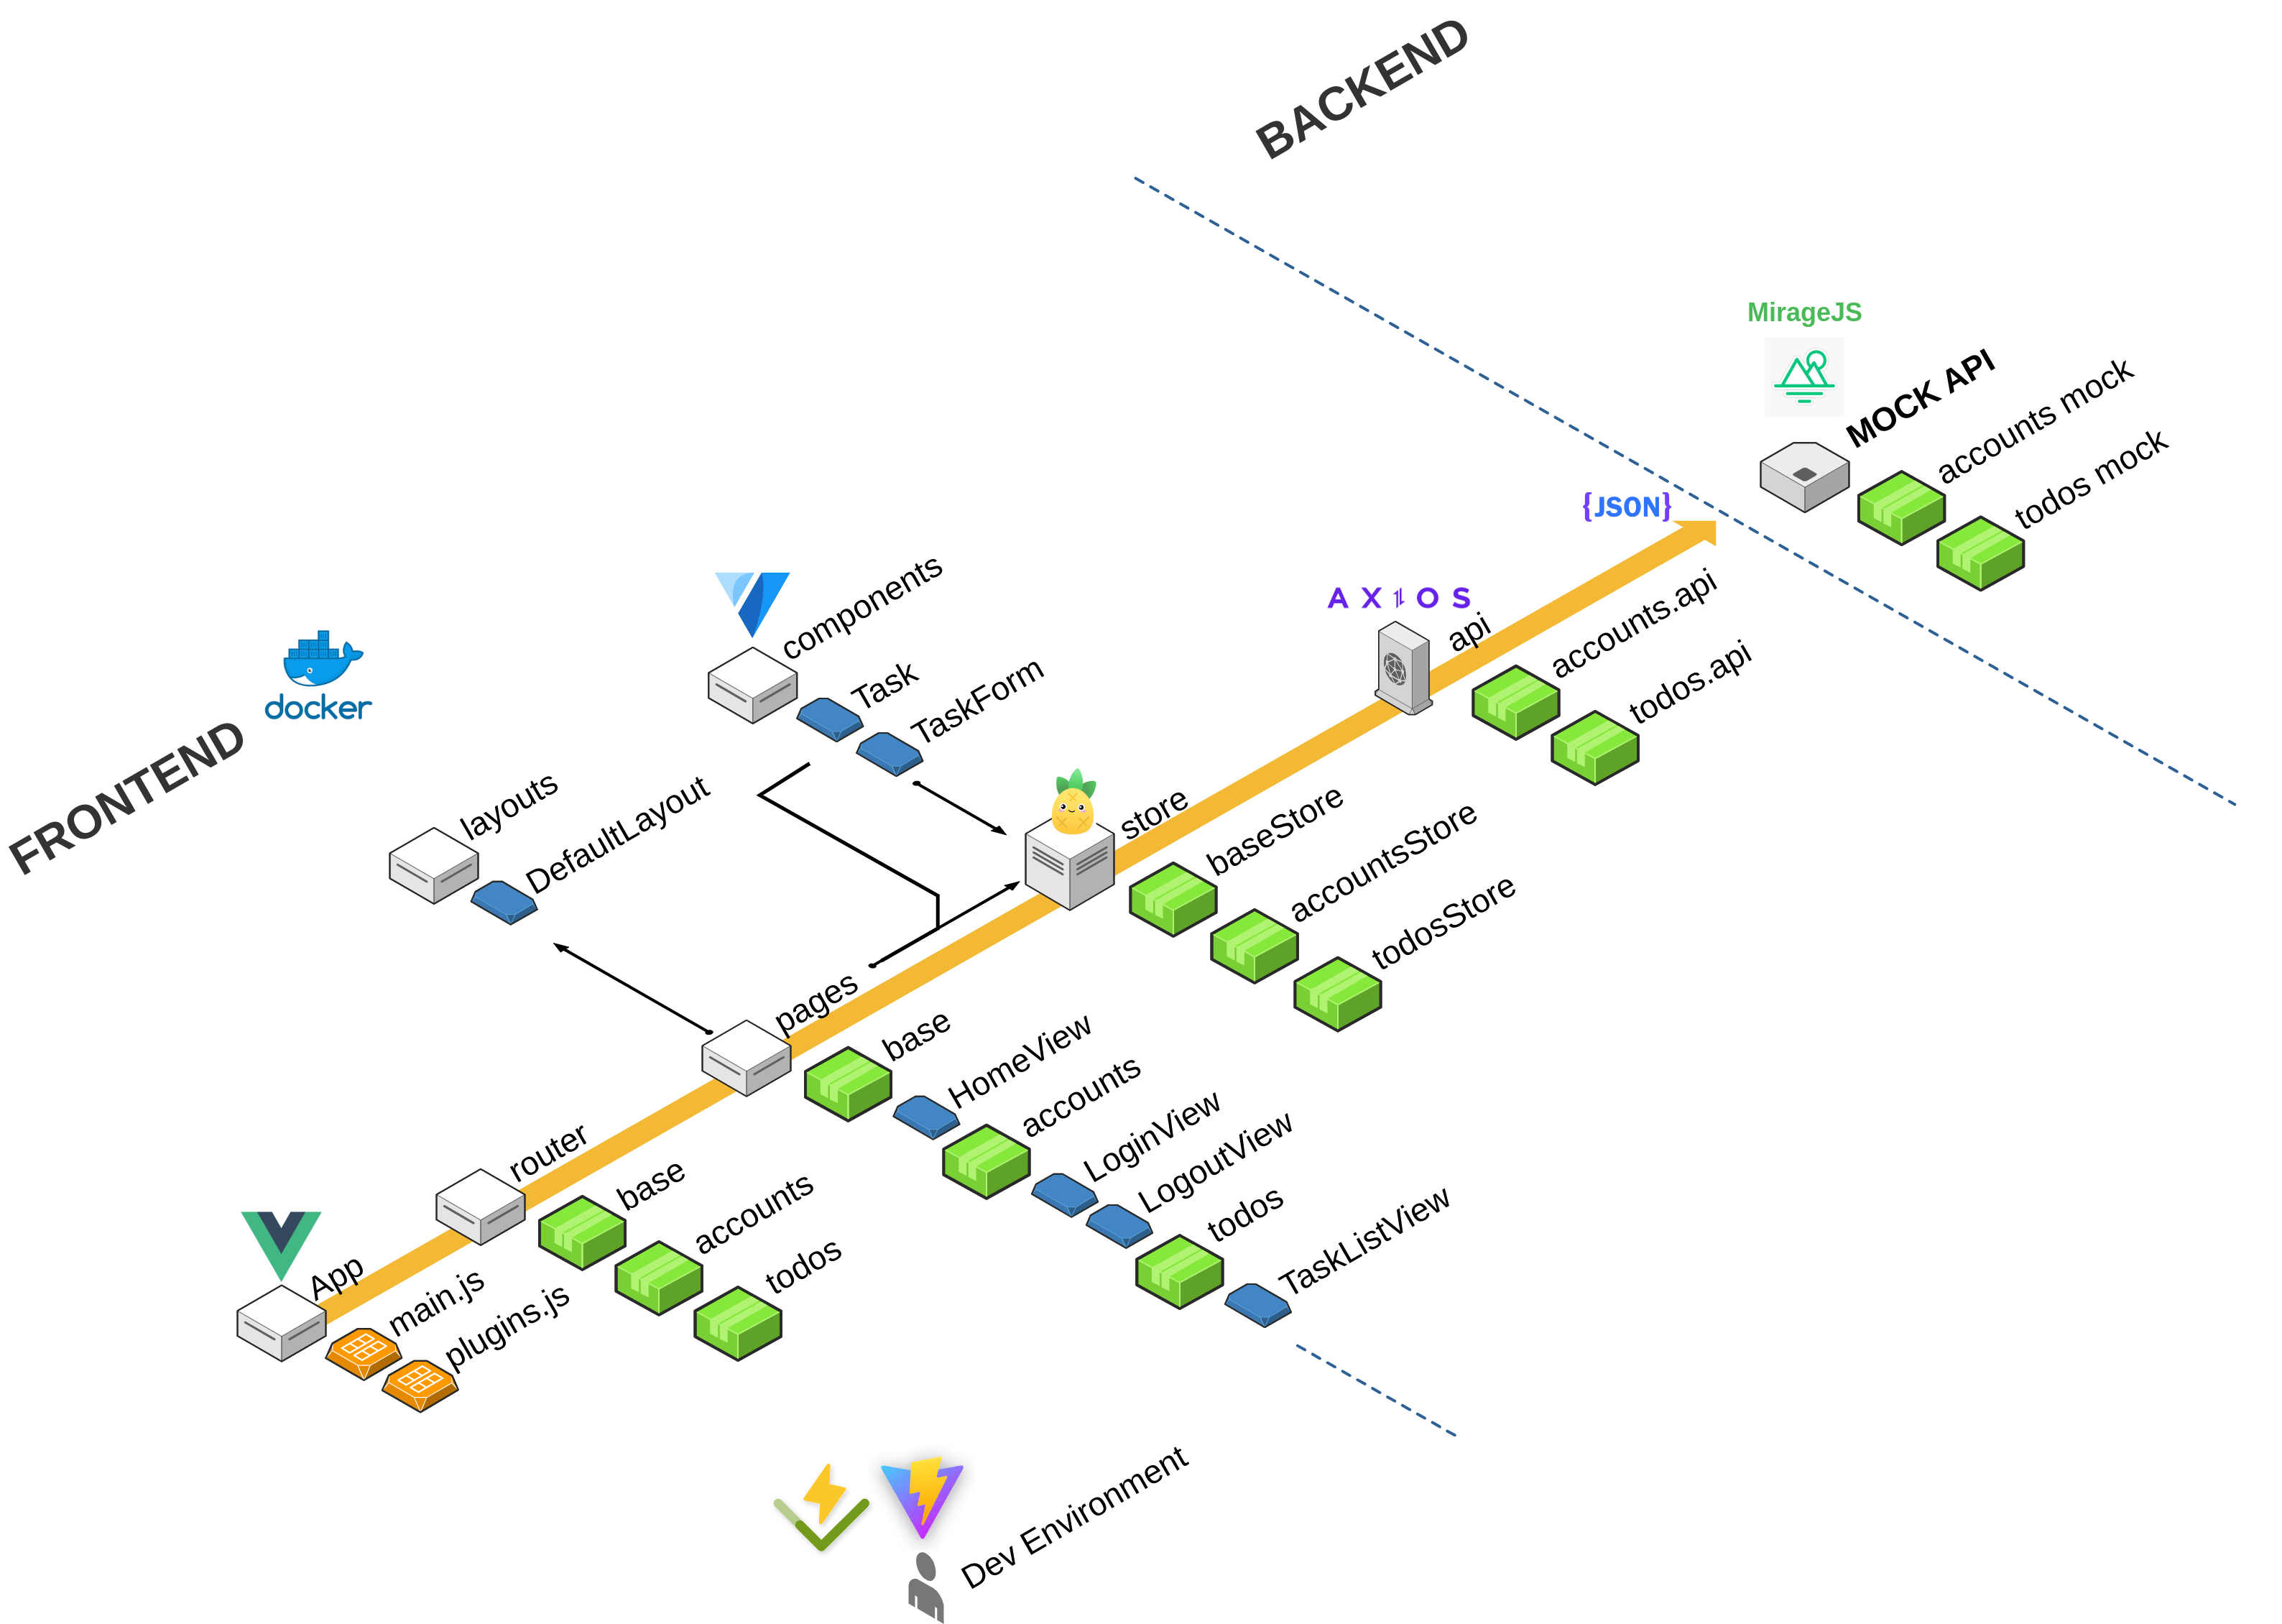 BACKEND
MirageJS
MOCK API
accounts mock
todos mock
{JSON}
AXIOS
api
accounts.api
todos.api
components
Task
TaskForm
docker
FRONTEND
layouts
DefaultLayout
store
baseStore
accountsStore
todosStore
pages
base
HomeView
accounts
LoginView
LogoutView
todos
TaskListView
router
base
accounts
todos
App
main.js
plugins.js
Dev Environment